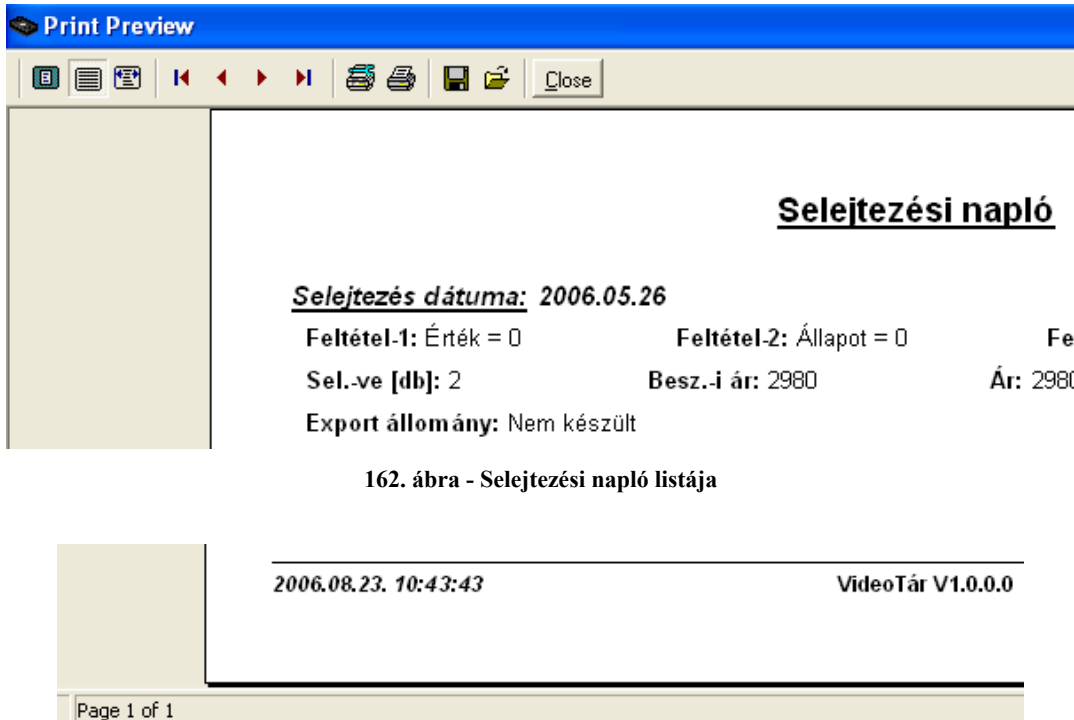 Print Preview
Close
Selejtezési napló
Selejtezés dátuma: 2006.05.26
Feltétel-1: Érték = 0 Feltétel-2: Állapot = 0 Fe
Sel.-ve [db]: 2 Besz.-i ár: 2980 Ár: 2980
Export állomány: Nem készült
162. ábra - Selejtezési napló listája
2006.08.23. 10:43:43 VideoTár V1.0.0.0
Page 1 of 1